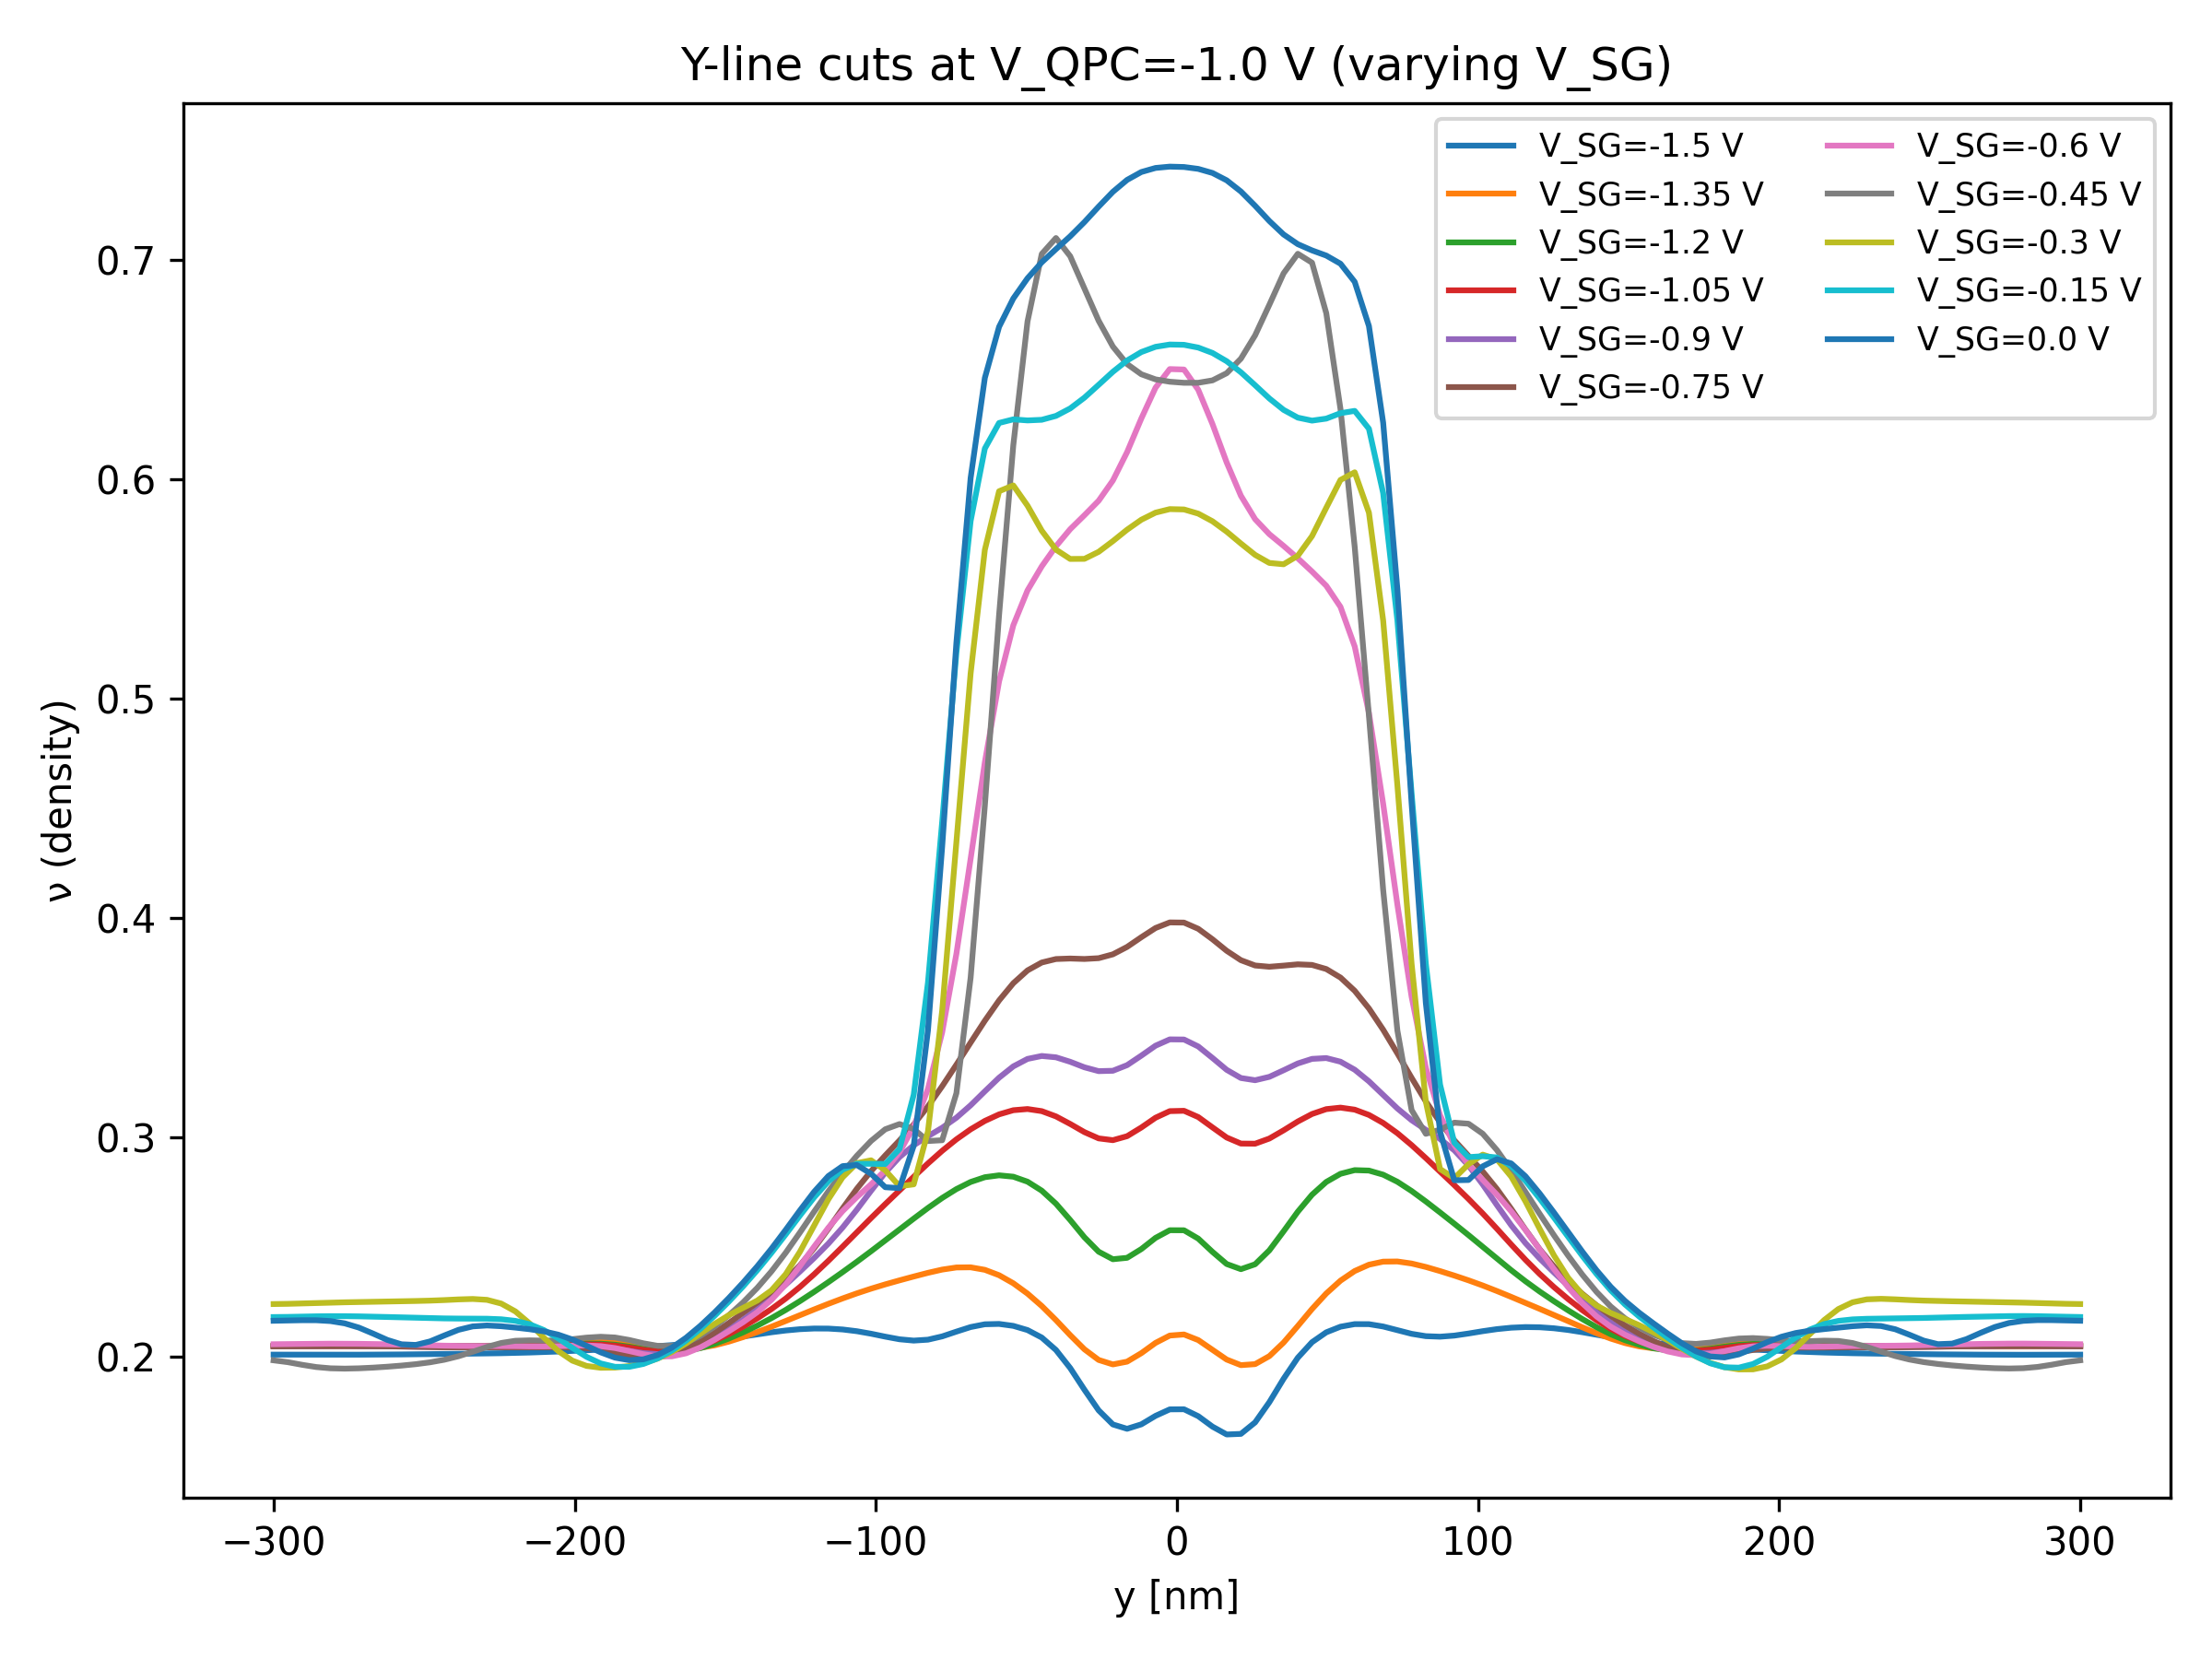 Y-line cuts at V_QPC=-1.0 V (varying V_SG)
V_SG=-1.5 V
V_SG=-1.35 V
V_SG=-1.2 V
V_SG=-1.05 V
V_SG=-0.9 V
V_SG=-0.75 V
V_SG=-0.6 V
V_SG=-0.45 V
V_SG=-0.3 V
V_SG=-0.15 V
V_SG=0.0 V
ν (density)
0.7
0.6
0.5
0.4
0.3
0.2
−300
−200
−100
0
100
200
300
y [nm]